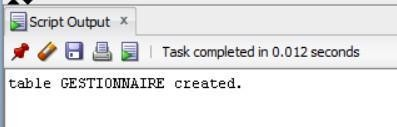 Script Output x
Task completed in 0.012 seconds
table GESTIONNAIRE created.